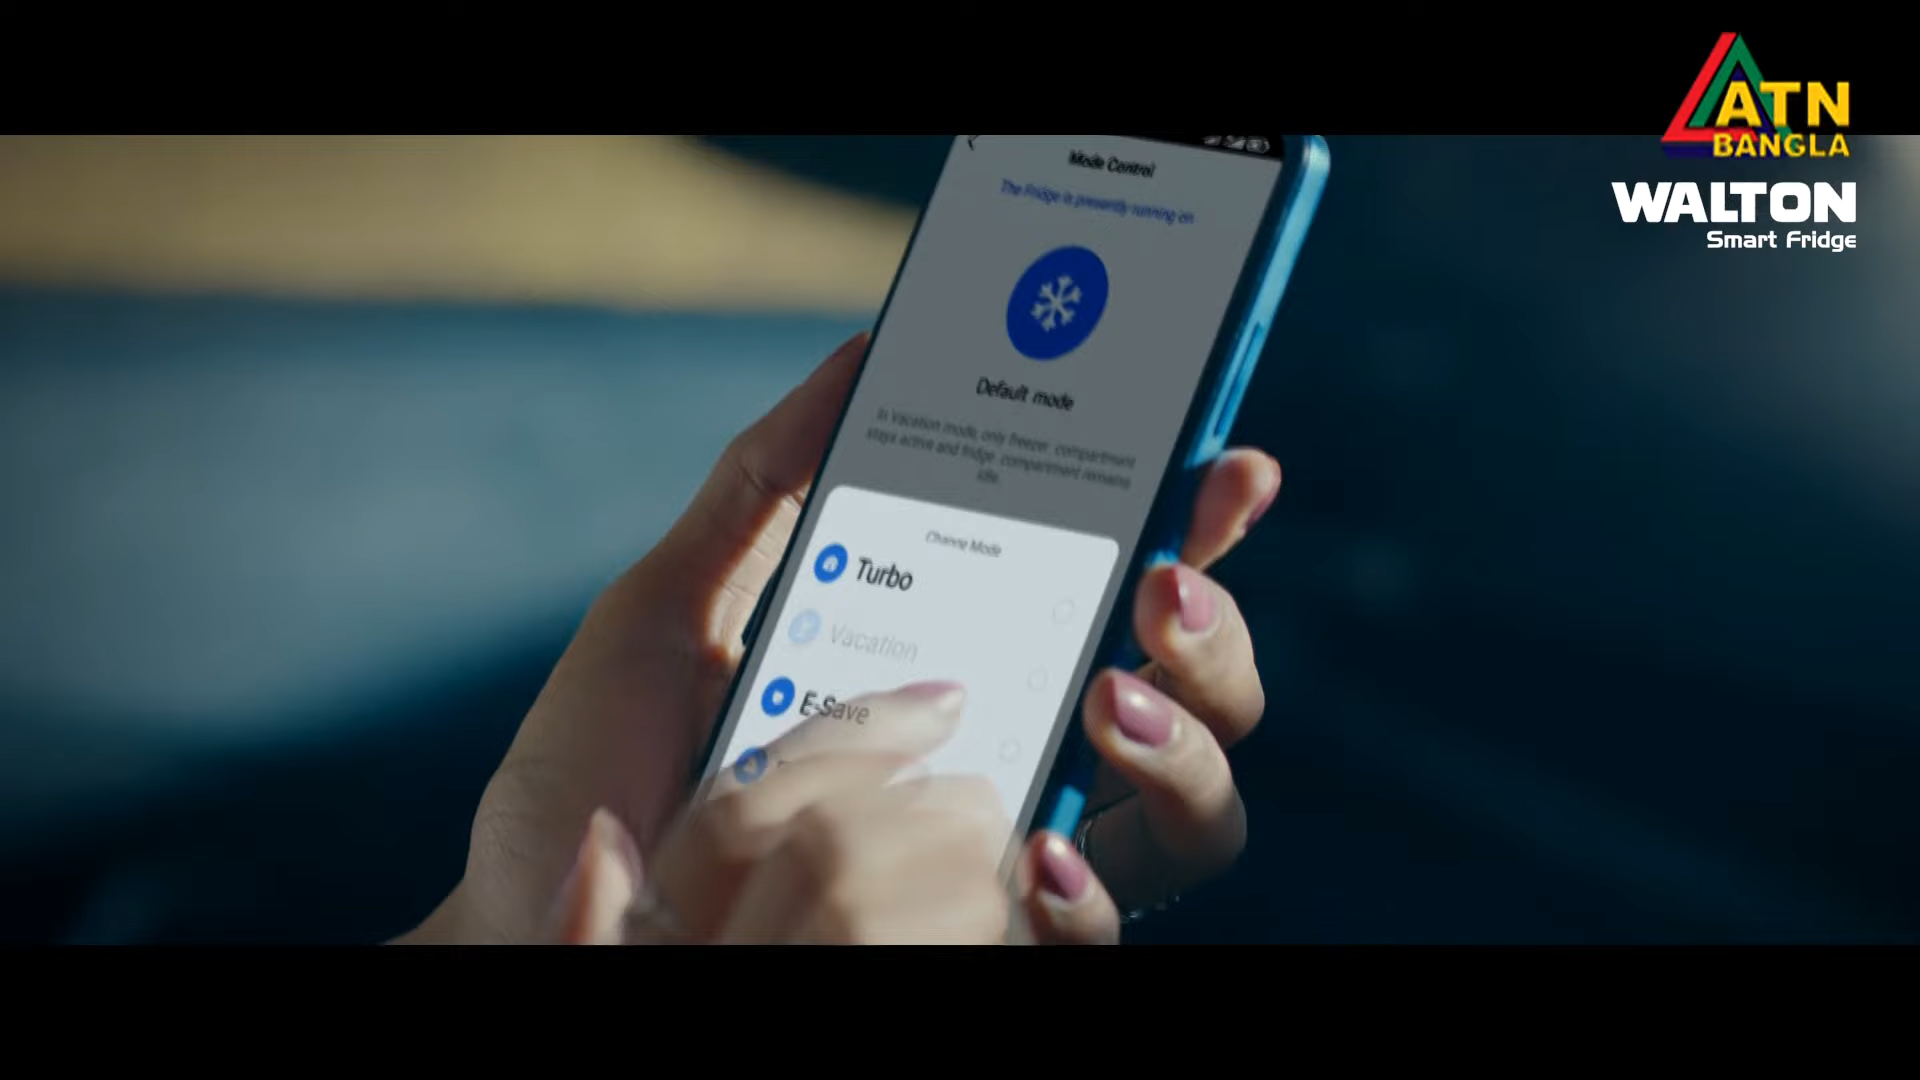 ATN
BANGLA
WALTON
Smart Fridge
Mode Control
The Fridge is presently running on
Default mode
In Vacation mode, only freezer compartment
stays active and fridge compartment remains
idle.
Change Mode
Turbo
Vacation
E-Save